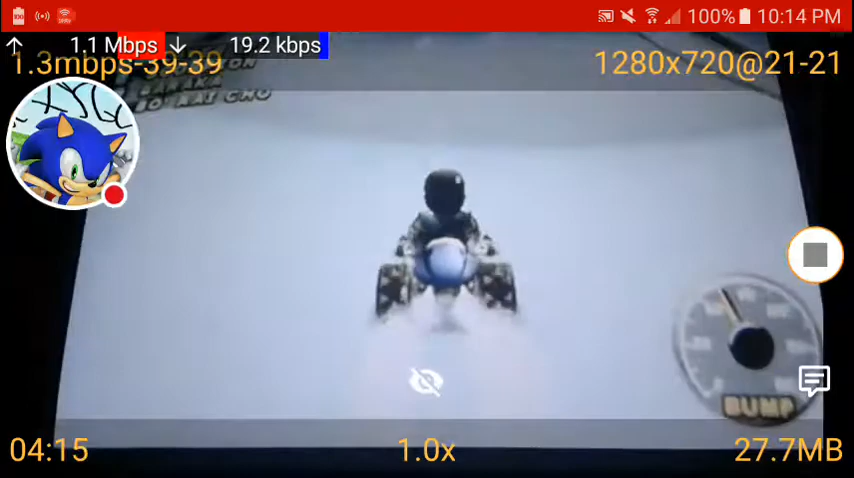 100% 10:14 PM
1.1 Mbps 19.2 kbps
1.3mbps-39-39 1280x720@21-21
BUMP
04:15 1.0x 27.7MB